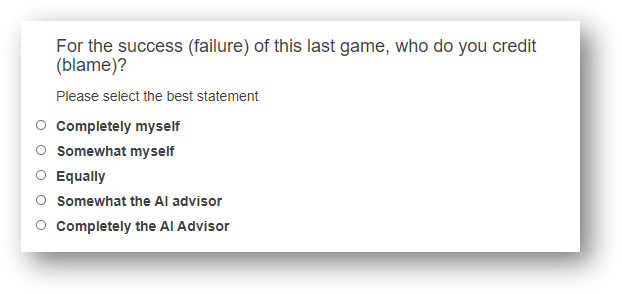 For the success (failure) of this last game, who do you credit
(blame)?
Please select the best statement
Completely myself
Somewhat myself
Equally
Somewhat the AI advisor
Completely the AI Advisor